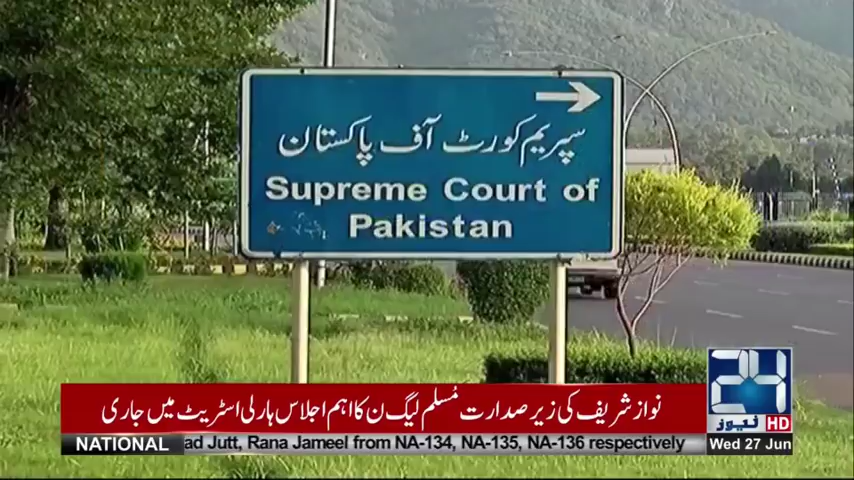 سپریم کورٹ آف پاکستان
Supreme Court of
Pakistan
نواز شریف کی زیر صدارت مُسلم لیگ ن کا اہم اجلاس ہارلی اسٹریٹ میں جاری
24
نیوز HD
NATIONAL ad Jutt, Rana Jameel from NA-134, NA-135, NA-136 respectively
Wed 27 Jun